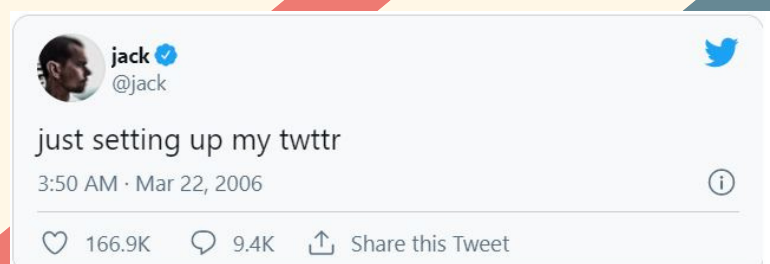 jack
@jack
just setting up my twttr
3:50 AM · Mar 22, 2006
166.9K 9.4K Share this Tweet